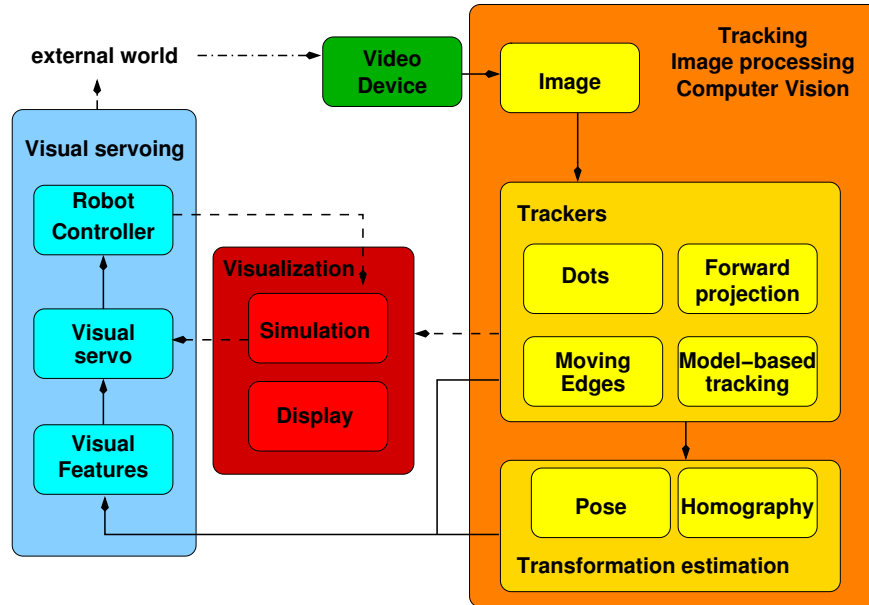 external world
Video
Device
Image
Tracking
Image processing
Computer Vision
Visual servoing
Robot
Controller
Visual
servo
Visual
Features
Visualization
Simulation
Display
Trackers
Dots
Forward
projection
Moving
Edges
Model−based
tracking
Pose
Homography
Transformation estimation